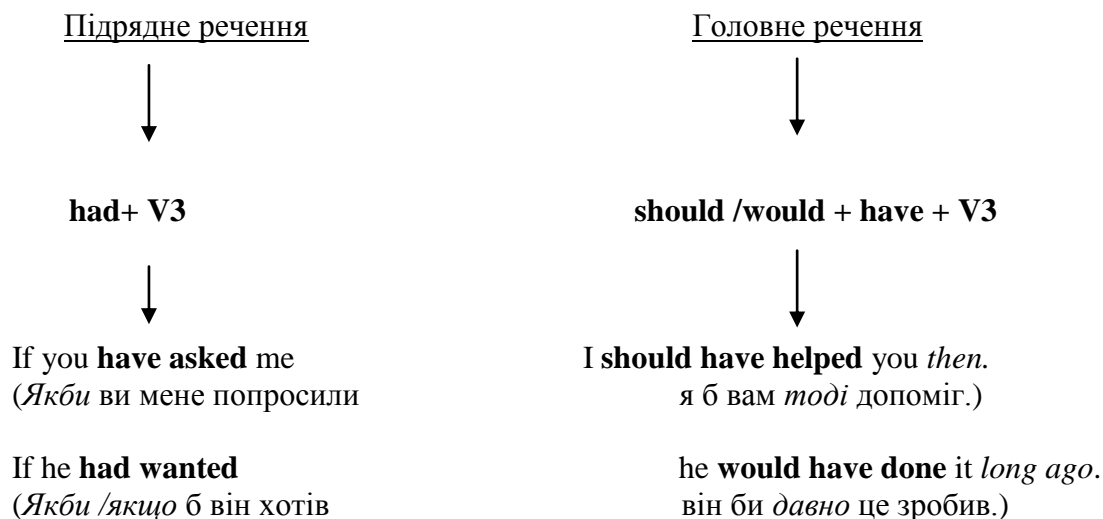 Підрядне речення Головне речення
had+ V3 should /would + have + V3
If you have asked me I should have helped you then.
(Якби ви мене попросили я б вам тоді допоміг.)
If he had wanted he would have done it long ago.
(Якби /якщо б він хотів він би давно це зробив.)